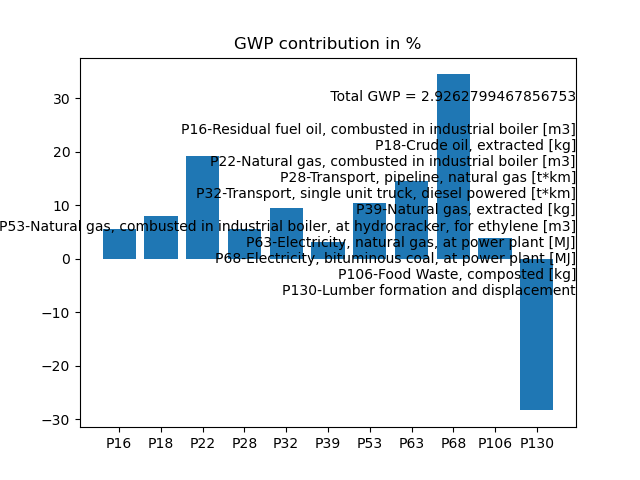 GWP contribution in %
Total GWP = 2.9262799467856753
P16-Residual fuel oil, combusted in industrial boiler [m3]
P18-Crude oil, extracted [kg]
P22-Natural gas, combusted in industrial boiler [m3]
P28-Transport, pipeline, natural gas [t*km]
P32-Transport, single unit truck, diesel powered [t*km]
P39-Natural gas, extracted [kg]
P53-Natural gas, combusted in industrial boiler, at hydrocracker, for ethylene [m3]
P63-Electricity, natural gas, at power plant [MJ]
P68-Electricity, bituminous coal, at power plant [MJ]
P106-Food Waste, composted [kg]
P130-Lumber formation and displacement
30
20
10
0
−10
−20
−30
P16 P18 P22 P28 P32 P39 P53 P63 P68 P106 P130